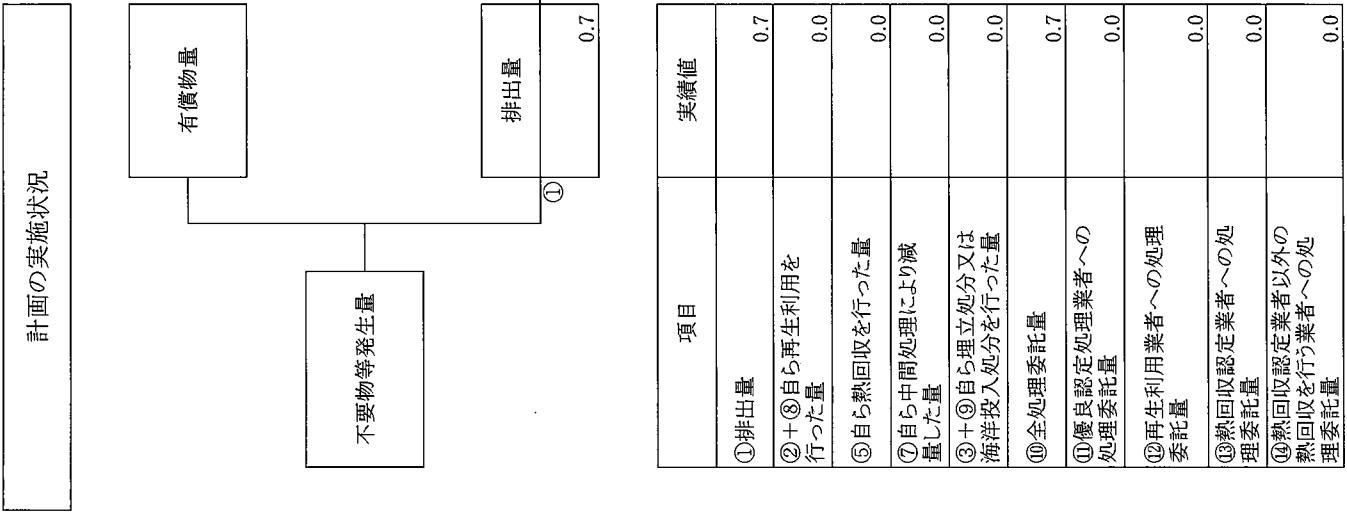 計画の実施状況
有償物量
不要物等発生量
排出量
①
0.7
項目
実績値
①排出量
0.7
②＋⑧自ら再生利用を
行った量
0.0
⑤自ら熱回収を行った量
0.0
⑦自ら中間処理により減
量した量
0.0
③＋⑨自ら埋立処分又は
海洋投入処分を行った量
0.0
⑩全処理委託量
0.7
⑪優良認定処理業者への
処理委託量
0.0
⑫再生利用業者への処理
委託量
0.0
⑬熱回収認定業者への処
理委託量
0.0
⑭熱回収認定業者以外の
熱回収を行う業者への処
理委託量
0.0